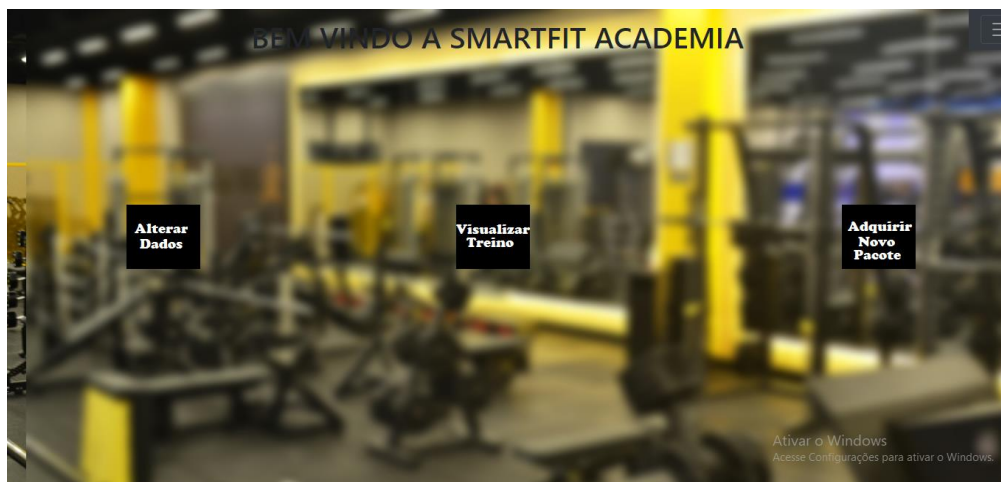 BEM VINDO A SMARTFIT ACADEMIA
Alterar
Dados
Visualizar
Treino
Adquirir
Novo
Pacote
Ativar o Windows
Acesse Configurações para ativar o Windows.